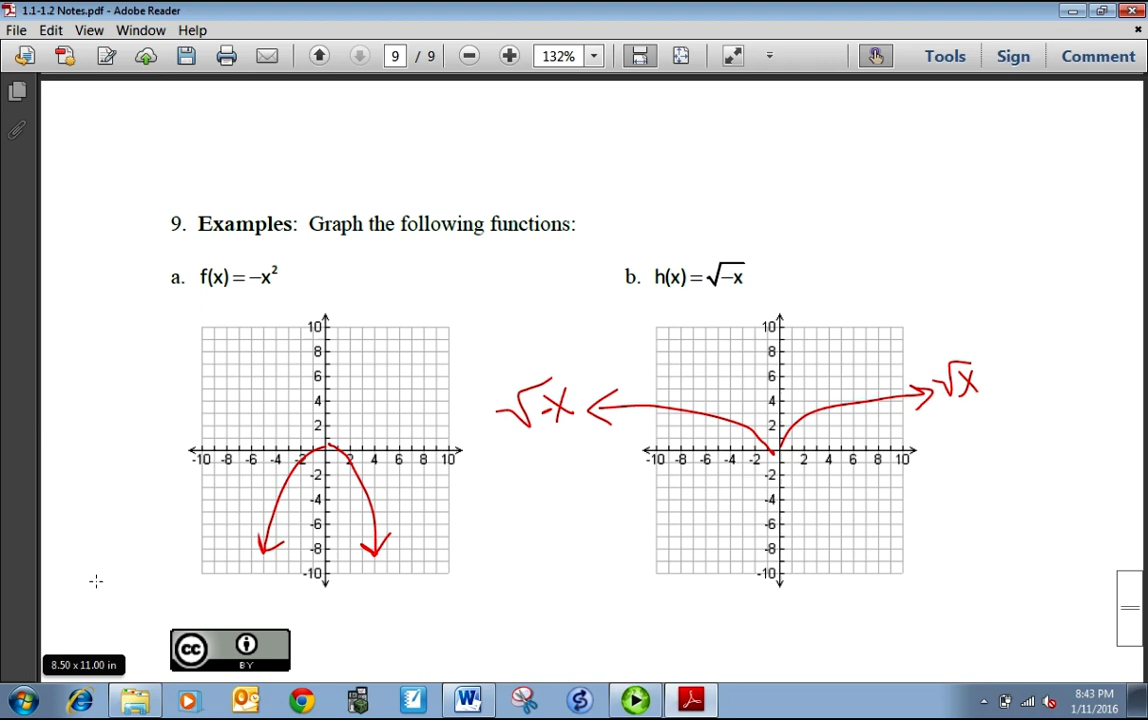 1.1-1.2 Notes.pdf - Adobe Reader
File Edit View Window Help
9 / 9 132% Tools Sign Comment
9. Examples: Graph the following functions:
a. f(x) = −x²
b. h(x) = √−x
10
8
6
4
2
-10 -8 -6 -4 -2 2 4 6 8 10
-2
-4
-6
-8
-10
√-x
√x
10
8
6
4
2
-10 -8 -6 -4 -2 2 4 6 8 10
-2
-4
-6
-8
-10
cc
BY
8.50 x 11.00 in
8:43 PM
1/11/2016